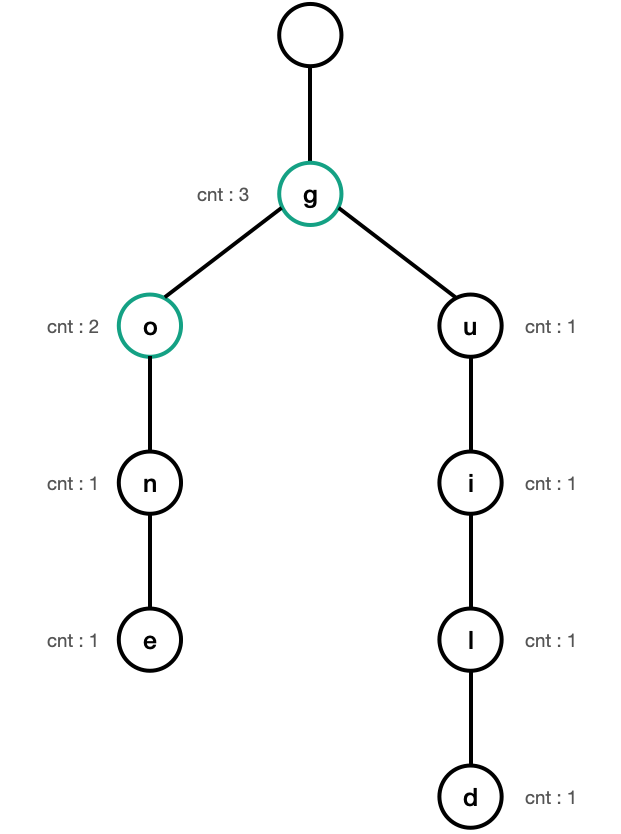 cnt : 3 g
cnt : 2 o u cnt : 1
cnt : 1 n i cnt : 1
cnt : 1 e l cnt : 1
d cnt : 1